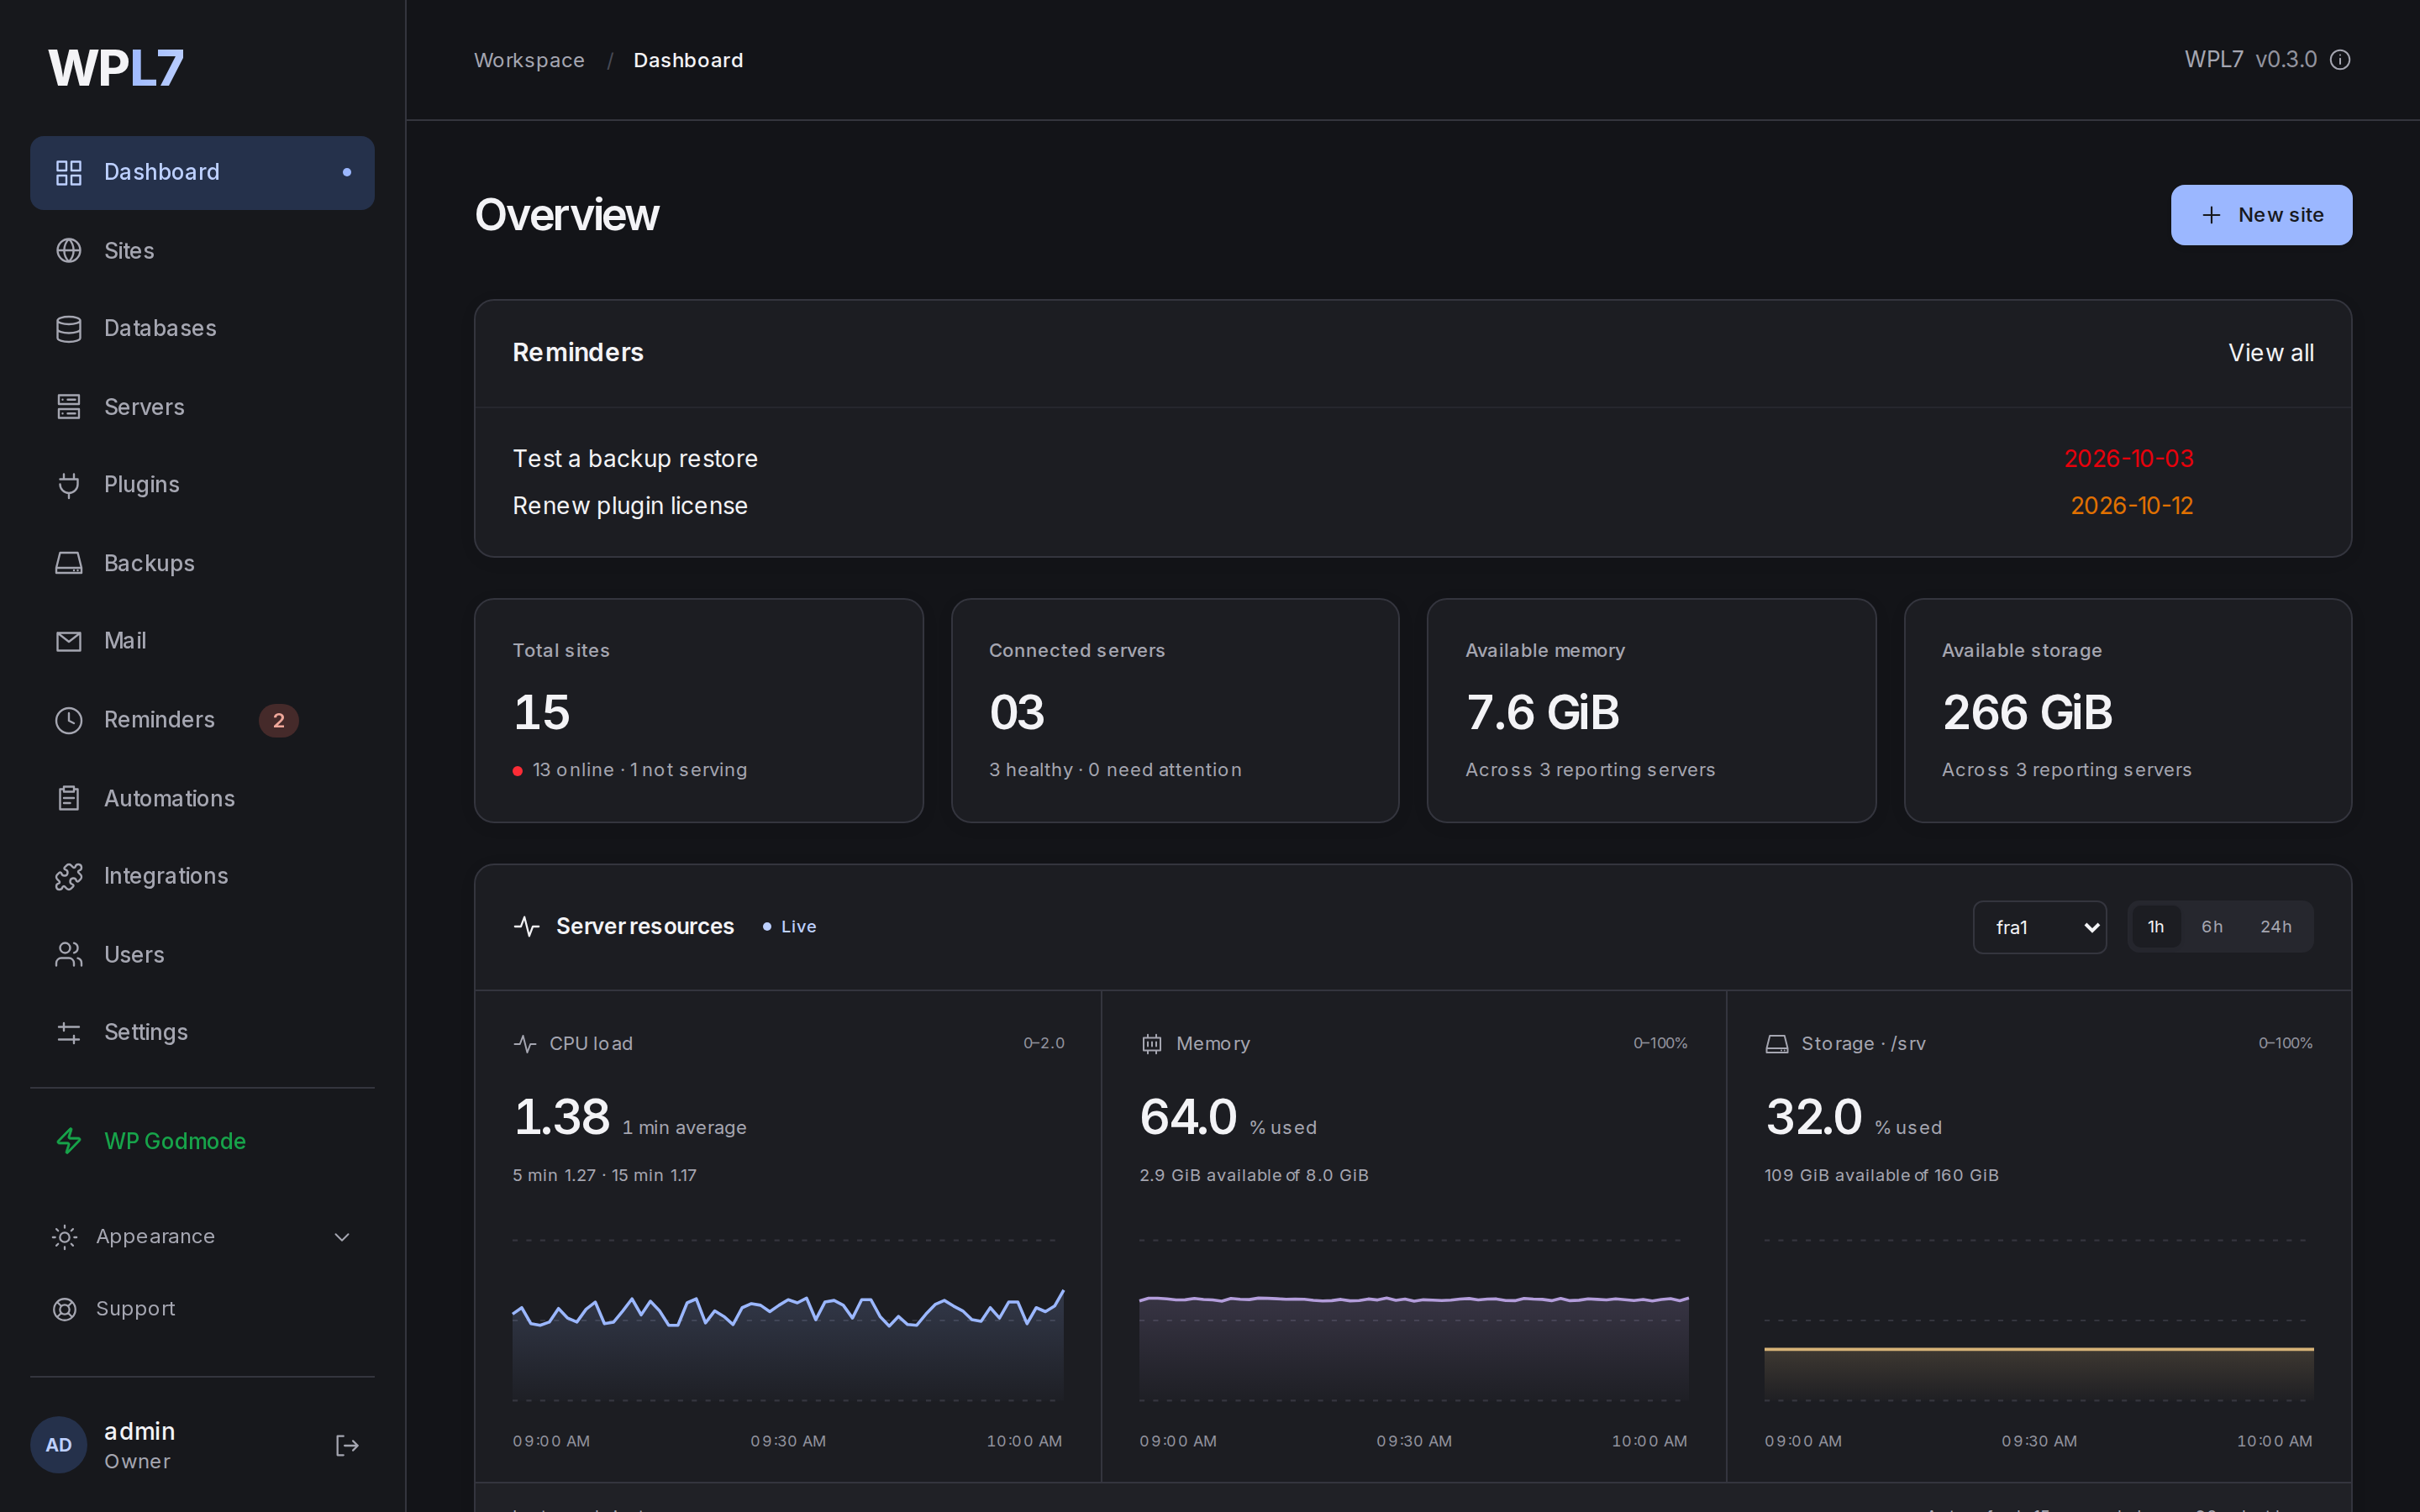 WPL7
Dashboard
Sites
Databases
Servers
Plugins
Backups
Mail
Reminders 2
Automations
Integrations
Users
Settings
WP Godmode
Appearance
Support
AD
admin
Owner
Workspace / Dashboard
WPL7 v0.3.0
Overview
New site
Reminders
View all
Test a backup restore 2026-10-03
Renew plugin license 2026-10-12
Total sites
15
13 online · 1 not serving
Connected servers
03
3 healthy · 0 need attention
Available memory
7.6 GiB
Across 3 reporting servers
Available storage
266 GiB
Across 3 reporting servers
Server resources Live
fra1
1h 6h 24h
CPU load 0–2.0
1.38 1 min average
5 min 1.27 · 15 min 1.17
09:00 AM 09:30 AM 10:00 AM
Memory 0–100%
64.0 % used
2.9 GiB available of 8.0 GiB
09:00 AM 09:30 AM 10:00 AM
Storage · /srv 0–100%
32.0 % used
109 GiB available of 160 GiB
09:00 AM 09:30 AM 10:00 AM